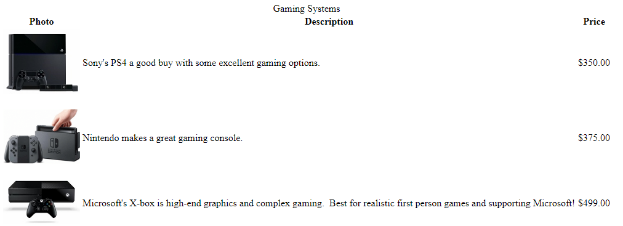 Gaming Systems
Photo Description Price
Sony's PS4 a good buy with some excellent gaming options. $350.00
Nintendo makes a great gaming console. $375.00
Microsoft's X-box is high-end graphics and complex gaming.  Best for realistic first person games and supporting Microsoft! $499.00